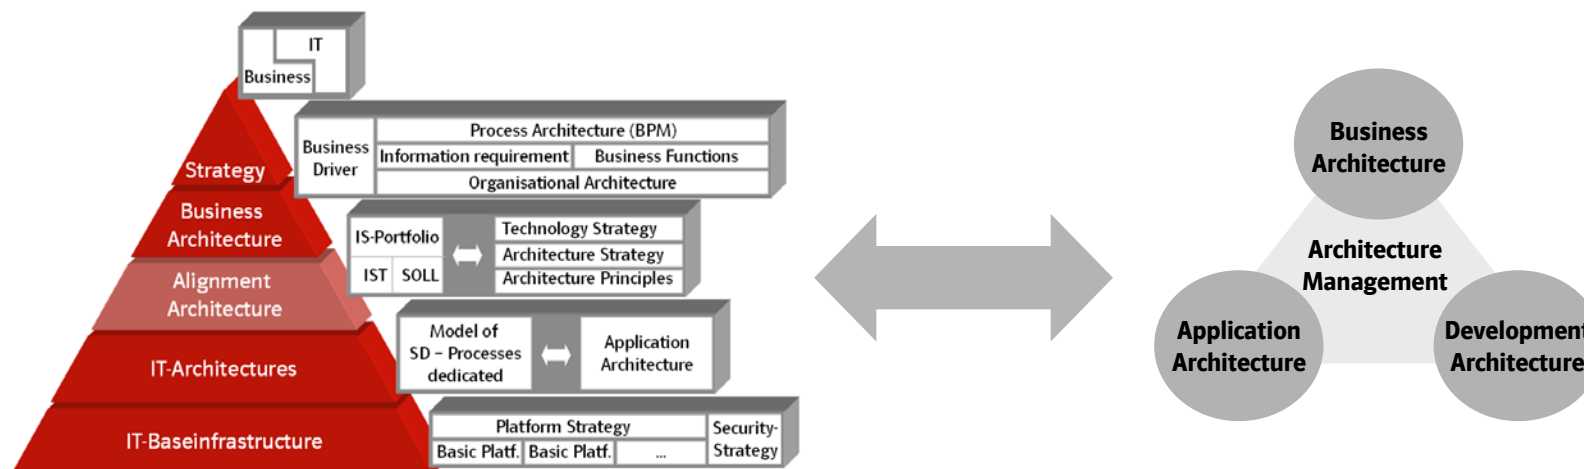 IT
Business
Strategy
Business
Architecture
Alignment
Architecture
IT-Architectures
IT-Baseinfrastructure
Business
Driver
Process Architecture (BPM)
Information requirement
Business Functions
Organisational Architecture
IS-Portfolio
IST
SOLL
Technology Strategy
Architecture Strategy
Architecture Principles
Model of
SD – Processes
dedicated
Application
Architecture
Platform Strategy
Basic Platf.
Basic Platf.
...
Security-
Strategy
Business
Architecture
Architecture
Management
Application
Architecture
Development
Architecture